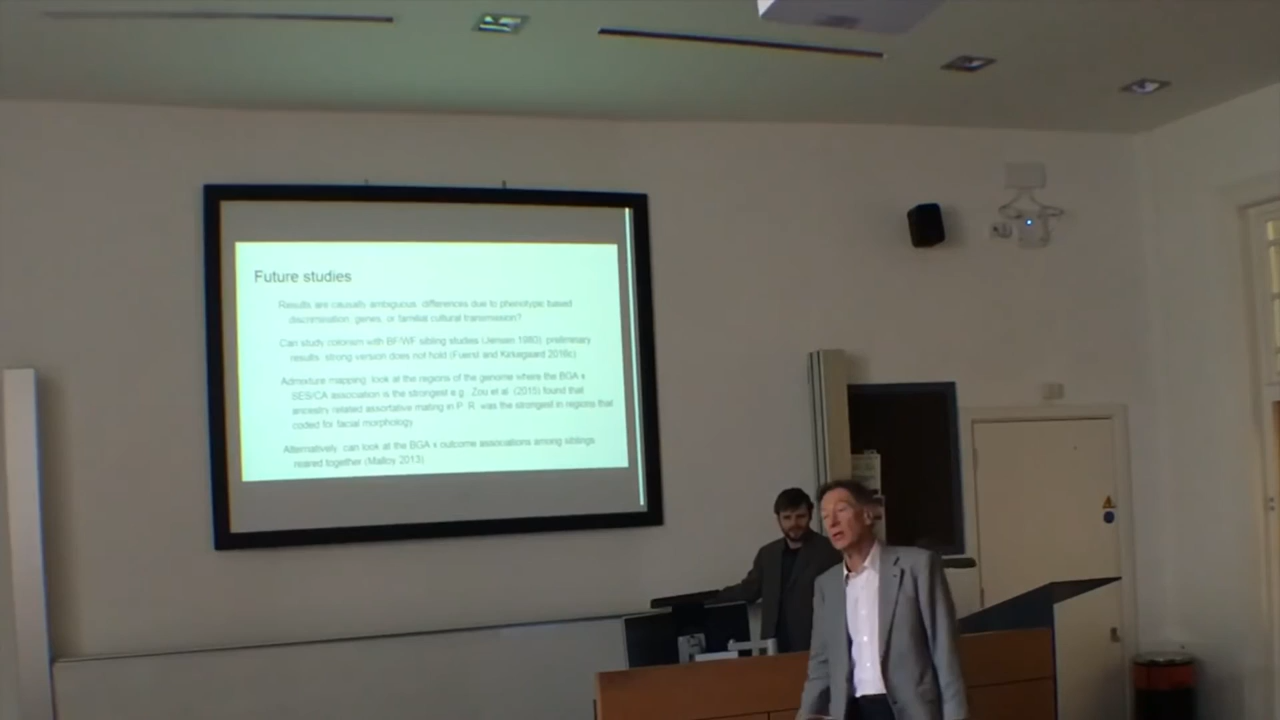 Future studies
Results are causally ambiguous: differences due to phenotypic based
discrimination, genes, or familial cultural transmission?
Can study colorism with BF/WF sibling studies (Jensen 1980); preliminary
results: strong version does not hold (Fuerst and Kirkegaard 2016c)
Admixture mapping: look at the regions of the genome where the BGA x
SES/CA association is the strongest e.g. Zou et al. (2015) found that
ancestry related assortative mating in P. R. was the strongest in regions that
coded for facial morphology
Alternatively, can look at the BGA x outcome associations among siblings
reared together (Malloy 2013)